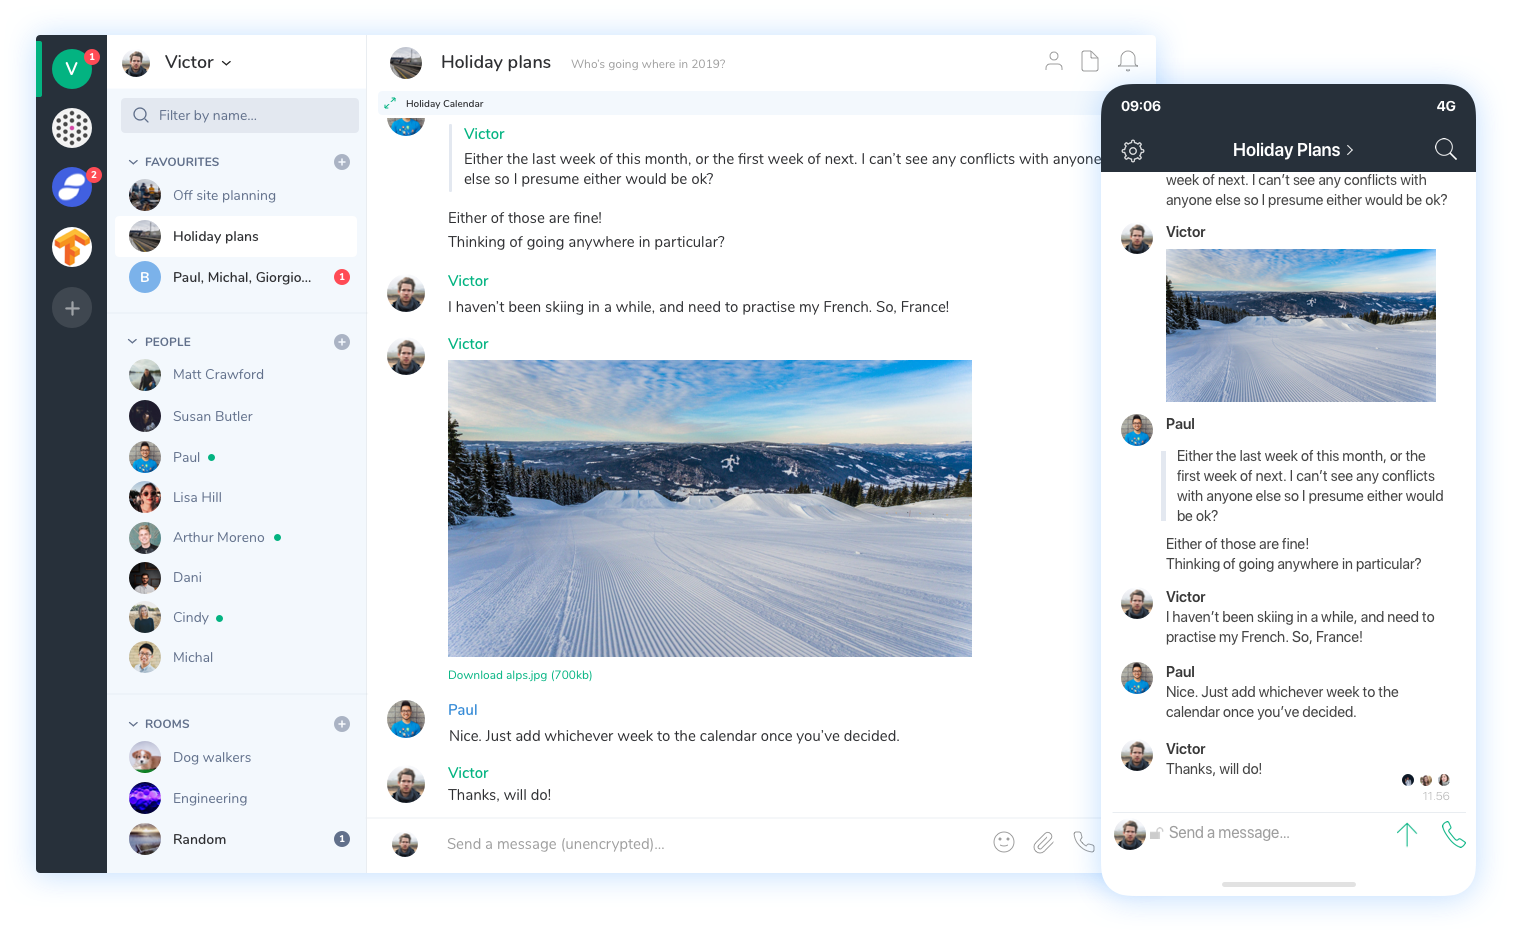 V
1
2
+
Victor
Filter by name...
FAVOURITES
Off site planning
Holiday plans
B
Paul, Michal, Giorgio...
1
PEOPLE
Matt Crawford
Susan Butler
Paul
Lisa Hill
Arthur Moreno
Dani
Cindy
Michal
ROOMS
Dog walkers
Engineering
Random
1
Holiday plans
Who's going where in 2019?
Holiday Calendar
Victor
Either the last week of this month, or the first week of next. I can't see any conflicts with anyone
else so I presume either would be ok?
Either of those are fine!
Thinking of going anywhere in particular?
Victor
I haven't been skiing in a while, and need to practise my French. So, France!
Victor
Download alps.jpg (700kb)
Paul
Nice. Just add whichever week to the calendar once you've decided.
Victor
Thanks, will do!
Send a message (unencrypted)...
09:06
4G
Holiday Plans
week of next. I can't see any conflicts with
anyone else so I presume either would be ok?
Victor
Paul
Either the last week of this month, or the
first week of next. I can't see any conflicts
with anyone else so I presume either would
be ok?
Either of those are fine!
Thinking of going anywhere in particular?
Victor
I haven't been skiing in a while, and need to
practise my French. So, France!
Paul
Nice. Just add whichever week to the
calendar once you've decided.
Victor
Thanks, will do!
11.56
Send a message...